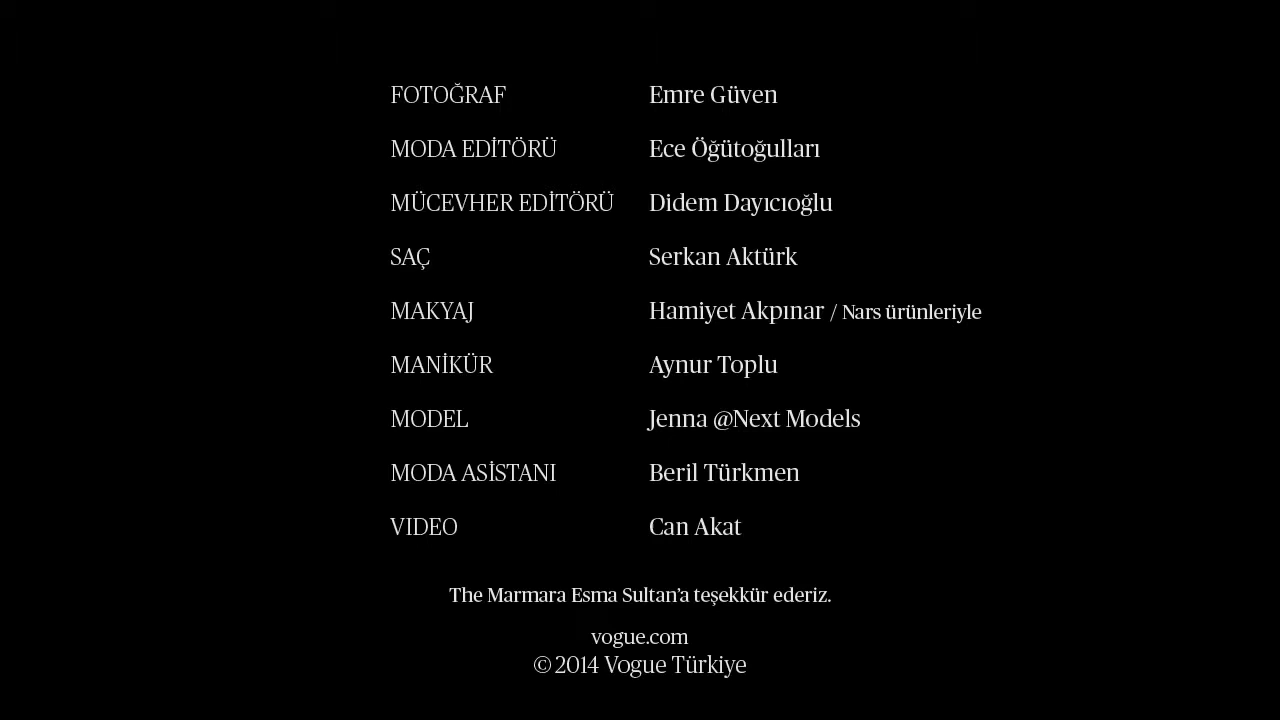 FOTOĞRAF Emre Güven
MODA EDİTÖRÜ Ece Öğütoğulları
MÜCEVHER EDİTÖRÜ Didem Dayıcıoğlu
SAÇ Serkan Aktürk
MAKYAJ Hamiyet Akpınar / Nars ürünleriyle
MANİKÜR Aynur Toplu
MODEL Jenna @Next Models
MODA ASİSTANI Beril Türkmen
VIDEO Can Akat
The Marmara Esma Sultan’a teşekkür ederiz.
vogue.com
© 2014 Vogue Türkiye